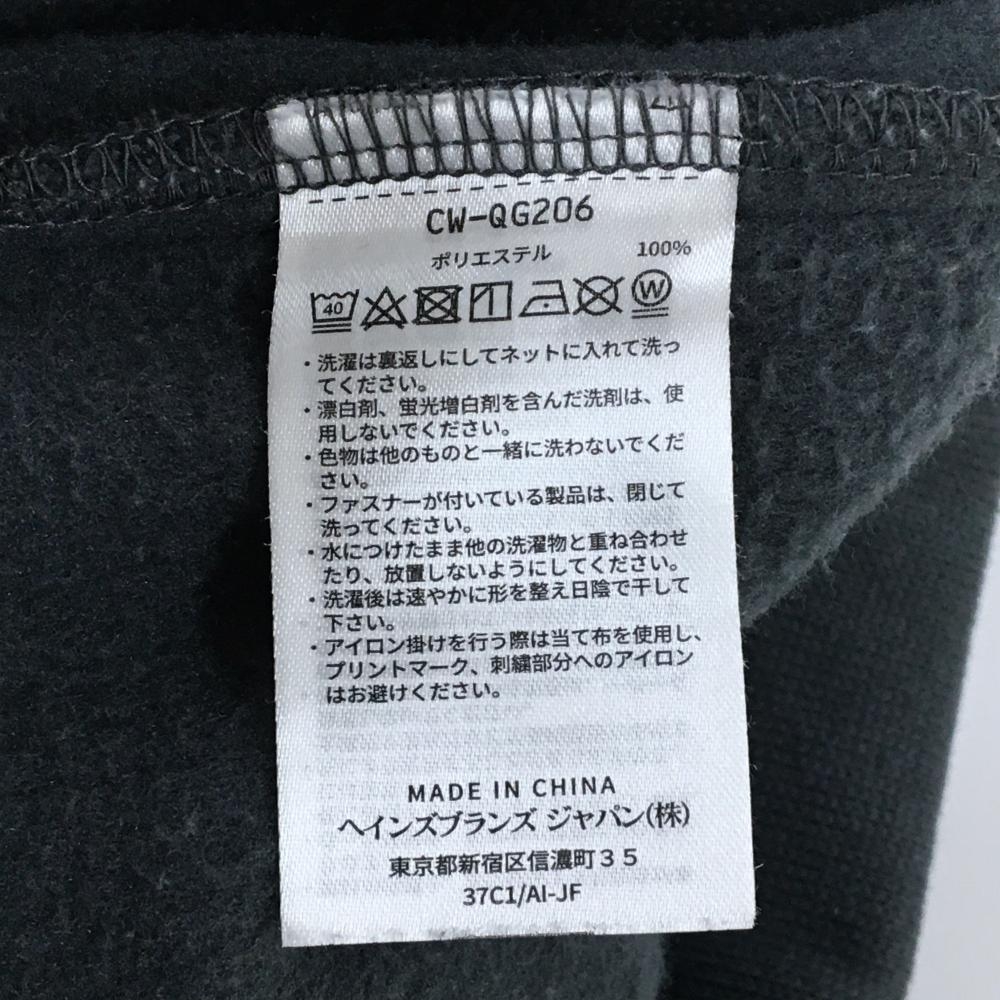 CW-QG206
ポリエステル 100%
40 W
・洗濯は裏返しにしてネットに入れて洗っ
てください。
・漂白剤、蛍光増白剤を含んだ洗剤は、使
用しないでください。
・色物は他のものと一緒に洗わないでくだ
さい。
・ファスナーが付いている製品は、閉じて
洗ってください。
・水につけたまま他の洗濯物と重ね合わせ
たり、放置しないようにしてください。
・洗濯後は速やかに形を整え日陰で干して
下さい。
・アイロン掛けを行う際は当て布を使用し、
プリントマーク、刺繍部分へのアイロン
はお避けください。
MADE IN CHINA
ヘインズブランズ ジャパン(株)
東京都新宿区信濃町３５
37C1/AI-JF